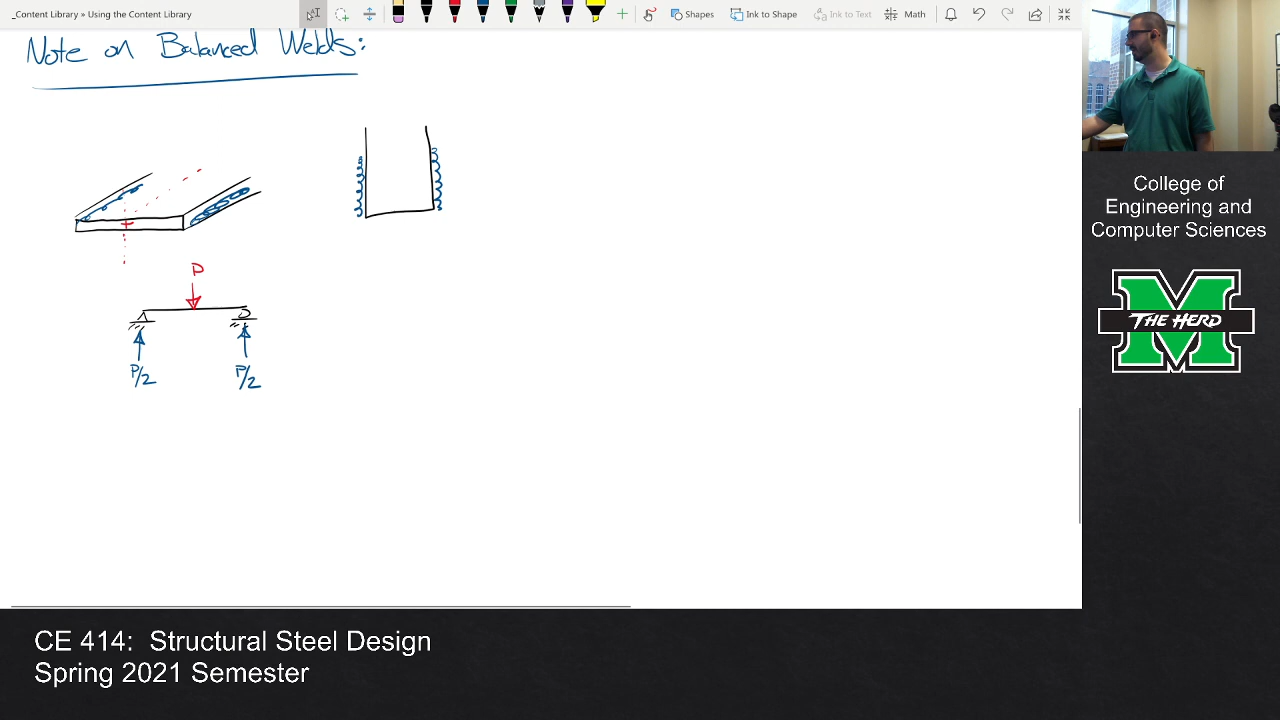 _Content Library » Using the Content Library
Shapes
Ink to Shape
Ink to Text
Math
Note on Balanced Welds:
P
P/2
P/2
College of
Engineering and
Computer Sciences
M
THE HERD
CE 414: Structural Steel Design
Spring 2021 Semester